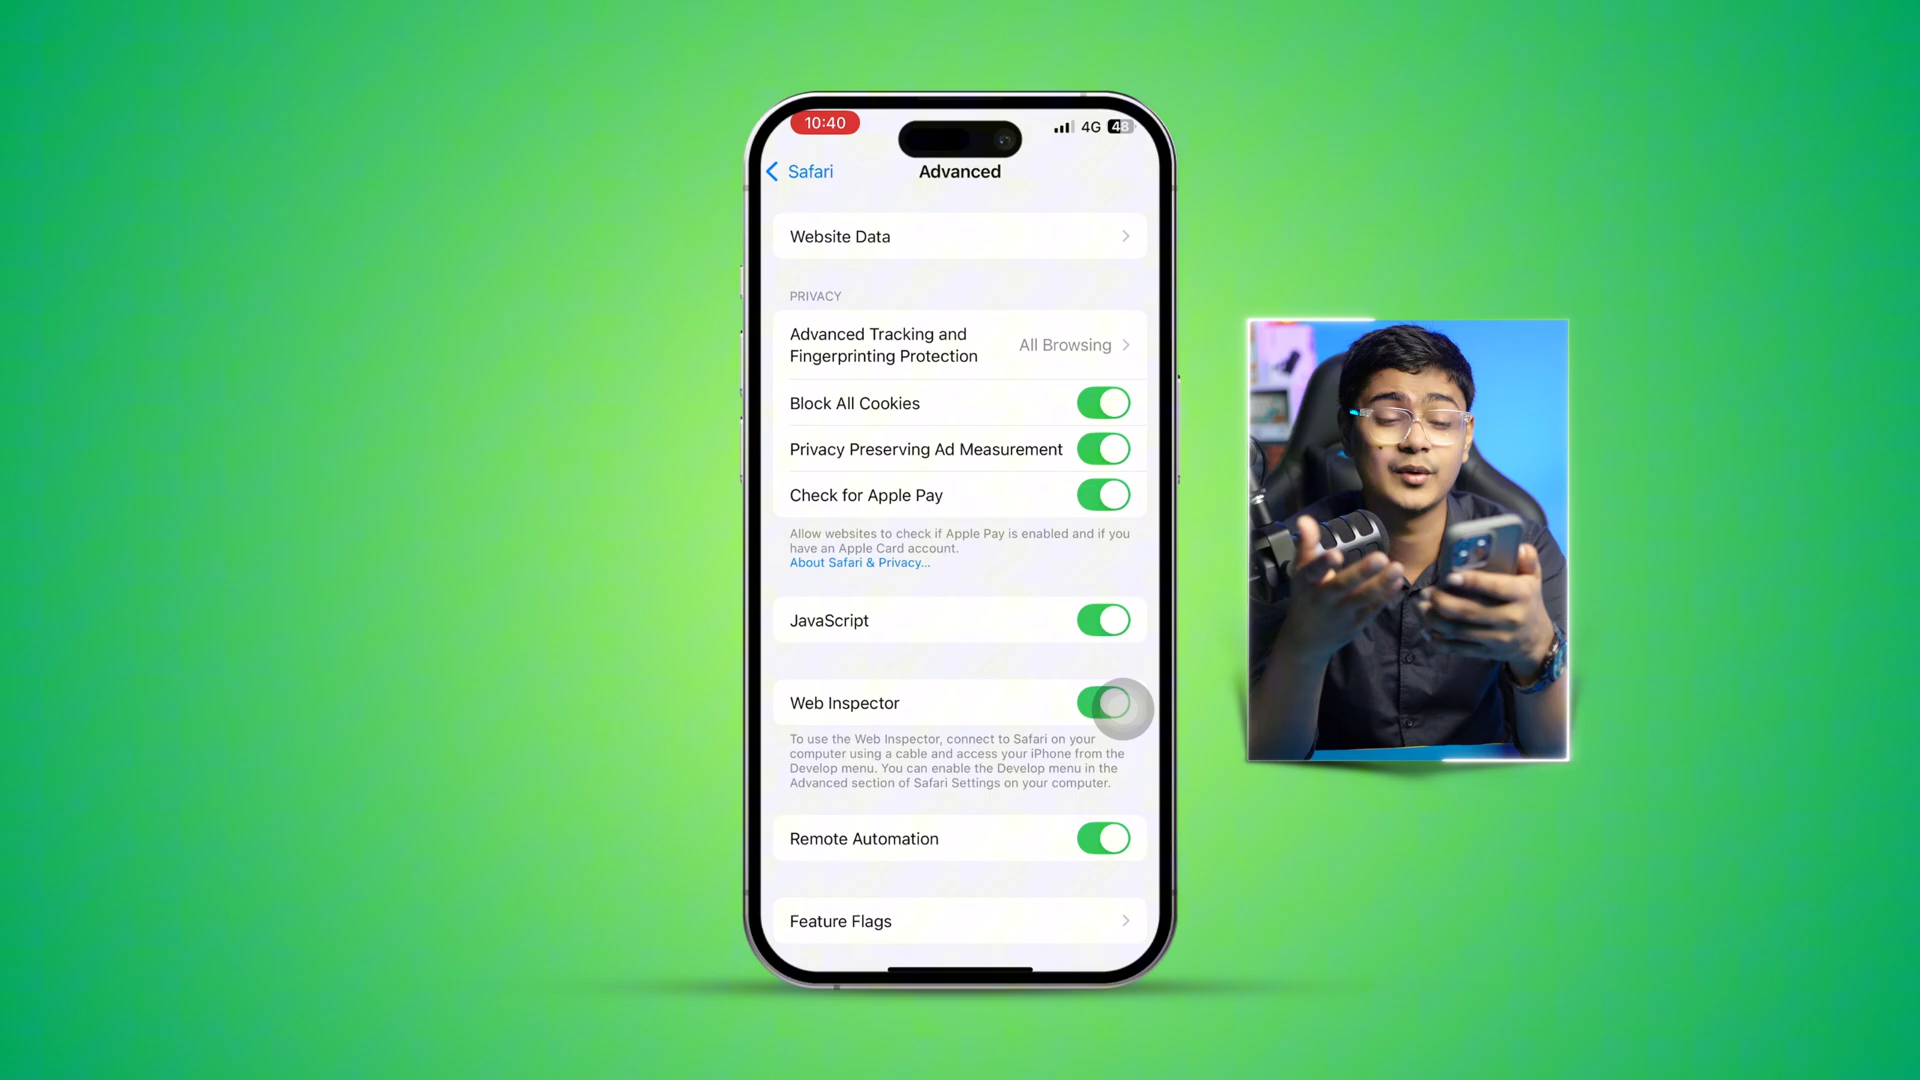 10:40
4G
48
Safari
Advanced
Website Data
PRIVACY
Advanced Tracking and
Fingerprinting Protection
All Browsing
Block All Cookies
Privacy Preserving Ad Measurement
Check for Apple Pay
Allow websites to check if Apple Pay is enabled and if you
have an Apple Card account.
About Safari & Privacy...
JavaScript
Web Inspector
To use the Web Inspector, connect to Safari on your
computer using a cable and access your iPhone from the
Develop menu. You can enable the Develop menu in the
Advanced section of Safari Settings on your computer.
Remote Automation
Feature Flags